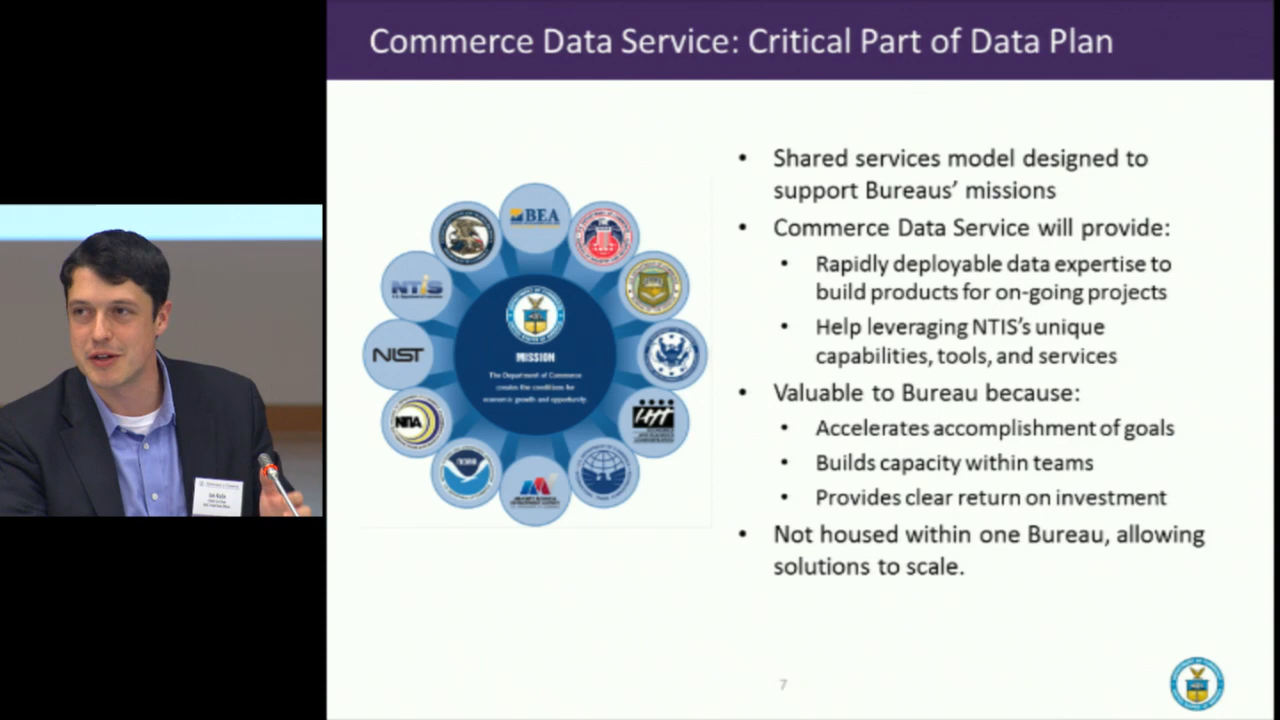 Commerce Data Service: Critical Part of Data Plan
BEA
NTIS
NIST
NTIA
noaa
MISSION
The Department of Commerce
creates the conditions for
economic growth and opportunity.
• Shared services model designed to
support Bureaus’ missions
• Commerce Data Service will provide:
• Rapidly deployable data expertise to
build products for on-going projects
• Help leveraging NTIS’s unique
capabilities, tools, and services
• Valuable to Bureau because:
• Accelerates accomplishment of goals
• Builds capacity within teams
• Provides clear return on investment
• Not housed within one Bureau, allowing
solutions to scale.
7